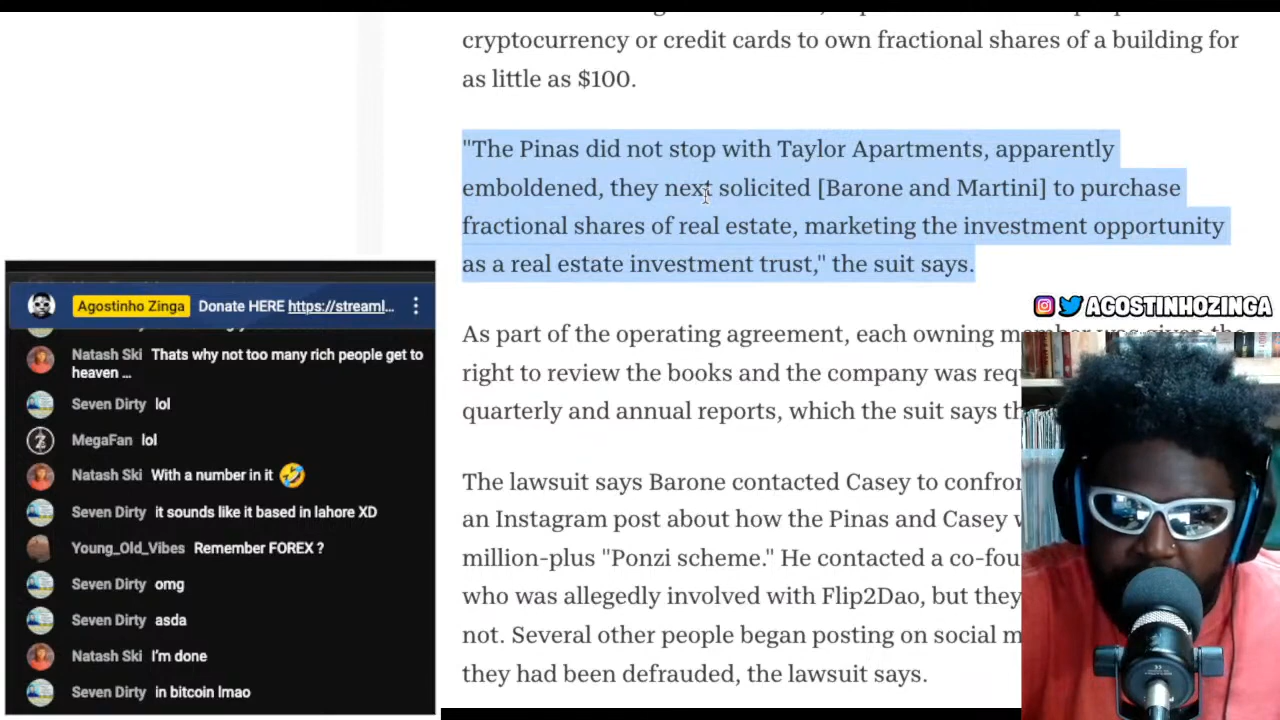 cryptocurrency or credit cards to own fractional shares of a building for
as little as $100.
"The Pinas did not stop with Taylor Apartments, apparently
emboldened, they next solicited [Barone and Martini] to purchase
fractional shares of real estate, marketing the investment opportunity
as a real estate investment trust," the suit says.
As part of the operating agreement, each owning member was given the
right to review the books and the company was req
quarterly and annual reports, which the suit says th
The lawsuit says Barone contacted Casey to confron
an Instagram post about how the Pinas and Casey w
million-plus "Ponzi scheme." He contacted a co-fou
who was allegedly involved with Flip2Dao, but they
not. Several other people began posting on social m
they had been defrauded, the lawsuit says.
Agostinho Zinga Donate HERE https://streaml...
Natash Ski Thats why not too many rich people get to
heaven ...
Seven Dirty lol
MegaFan lol
Natash Ski With a number in it 🤣
Seven Dirty it sounds like it based in lahore XD
Young_Old_Vibes Remember FOREX ?
Seven Dirty omg
Seven Dirty asda
Natash Ski I'm done
Seven Dirty in bitcoin lmao
AGOSTINHOZINGA